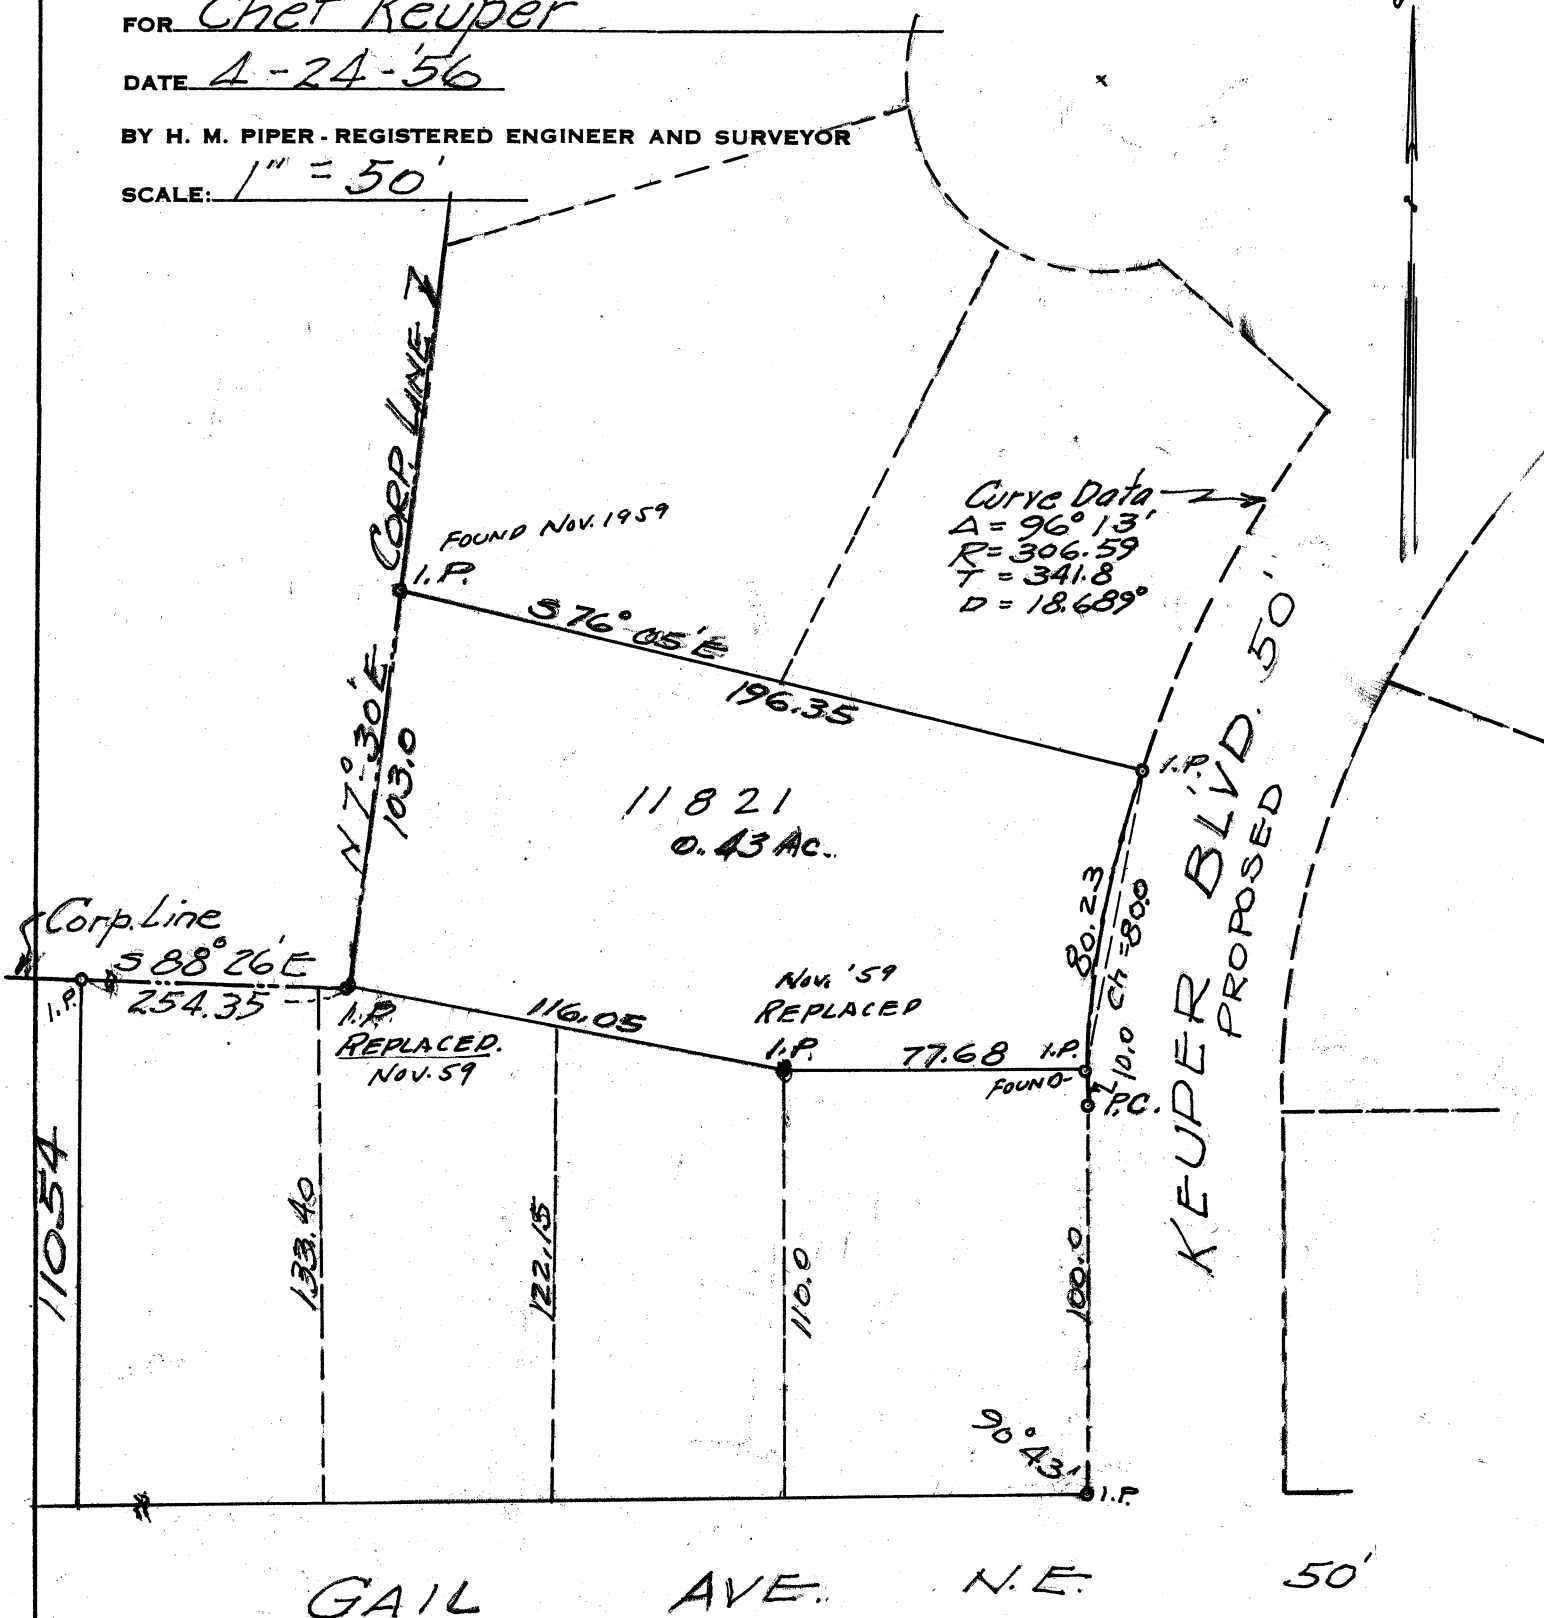 FOR Chet Keuper
DATE 4-24-'56
BY H. M. PIPER - REGISTERED ENGINEER AND SURVEYOR
SCALE: 1" = 50'
CORP. LINE
FOUND NOV. 1959
I.P.
S 76° 05' E
196.35
Curve Data
Δ = 96° 13'
R = 306.59
T = 341.8
D = 18.689°
N 7°-30' E
103.0
11821
0.43 Ac.
I.P.
80.23
Ch = 80.0
KEUPER BLVD. 50'
PROPOSED
Corp. Line
S 88° 26' E
254.35
I.P.
I.P.
REPLACED.
NOV. 59
116.05
Nov. '59
REPLACED
I.P.
77.68
I.P.
FOUND
10.0
P.C.
11054
133.40
122.15
110.0
100.0
90° 43'
I.P.
GAIL AVE. N.E. 50'